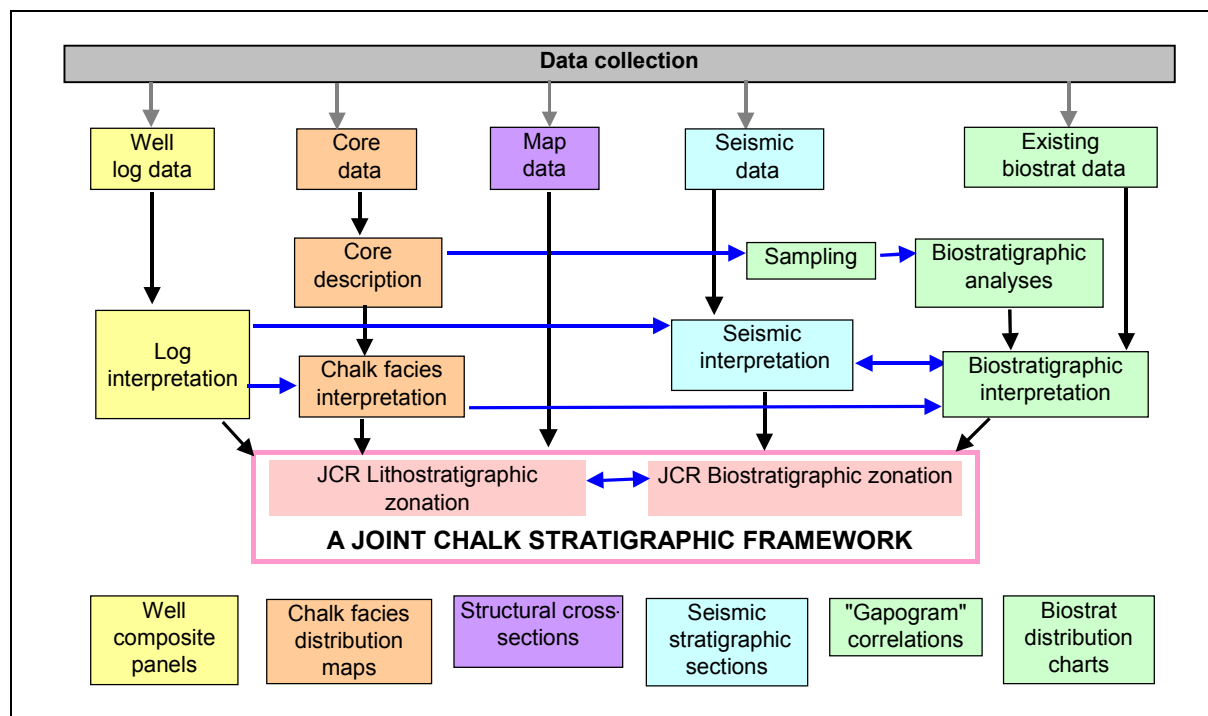 Data collection
Well
log data
Core
data
Map
data
Seismic
data
Existing
biostrat data
Core
description
Sampling
Biostratigraphic
analyses
Log
interpretation
Chalk facies
interpretation
Seismic
interpretation
Biostratigraphic
interpretation
JCR Lithostratigraphic
zonation
JCR Biostratigraphic zonation
A JOINT CHALK STRATIGRAPHIC FRAMEWORK
Well
composite
panels
Chalk facies
distribution
maps
Structural cross-
sections
Seismic
stratigraphic
sections
"Gapogram"
correlations
Biostrat
distribution
charts